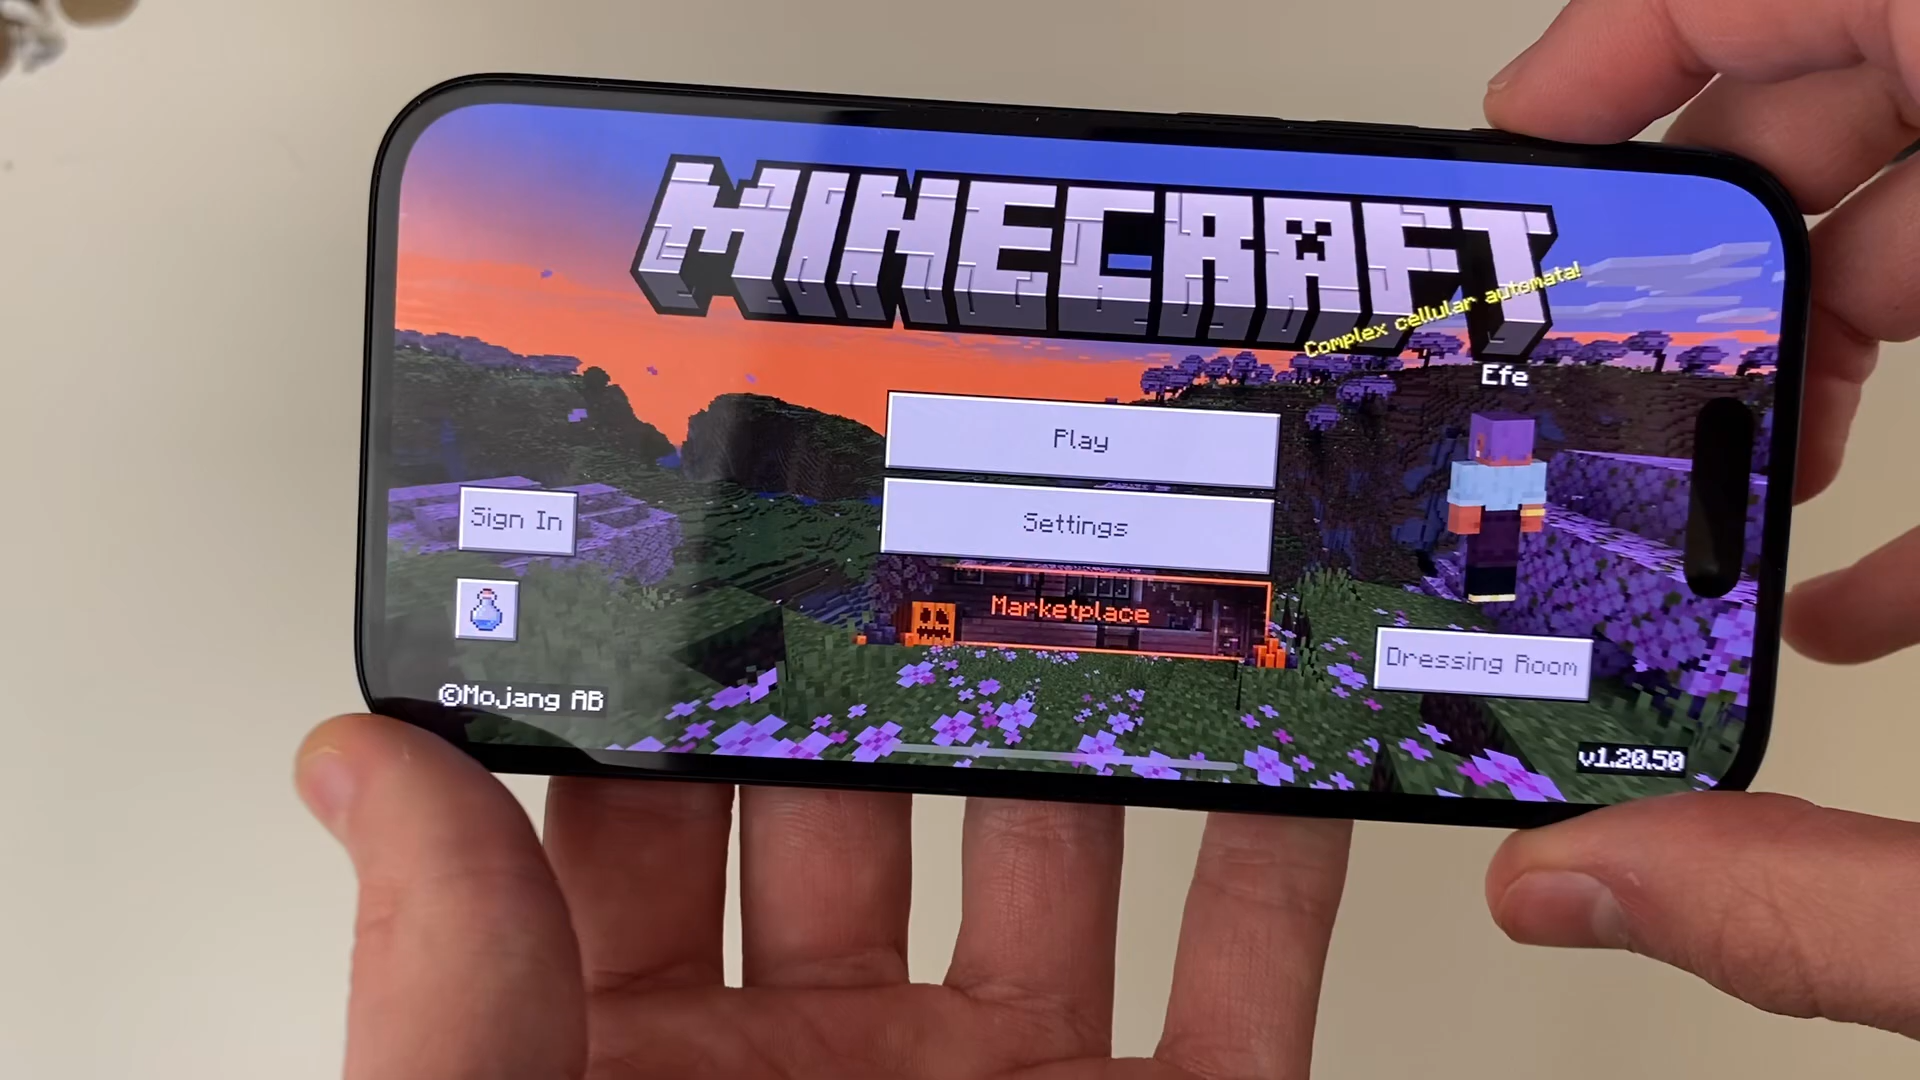 MINECRAFT
Complex cellular automata!
Efe
Play
Sign In
Settings
Marketplace
Dressing Room
©Mojang AB
v1.20.50